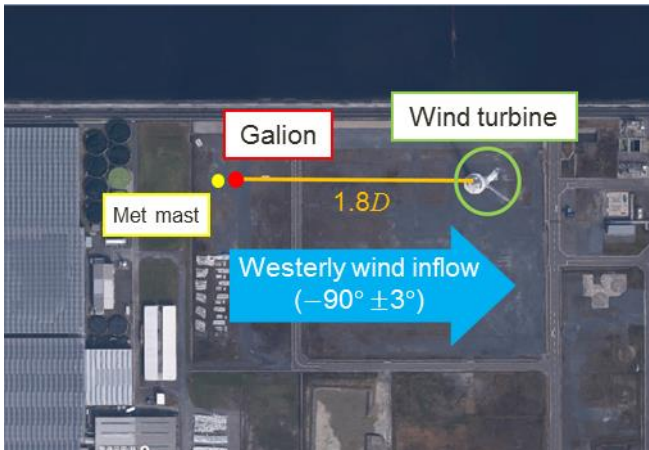 Wind turbine
Galion
1.8D
Met mast
Westerly wind inflow
(−90° ±3°)